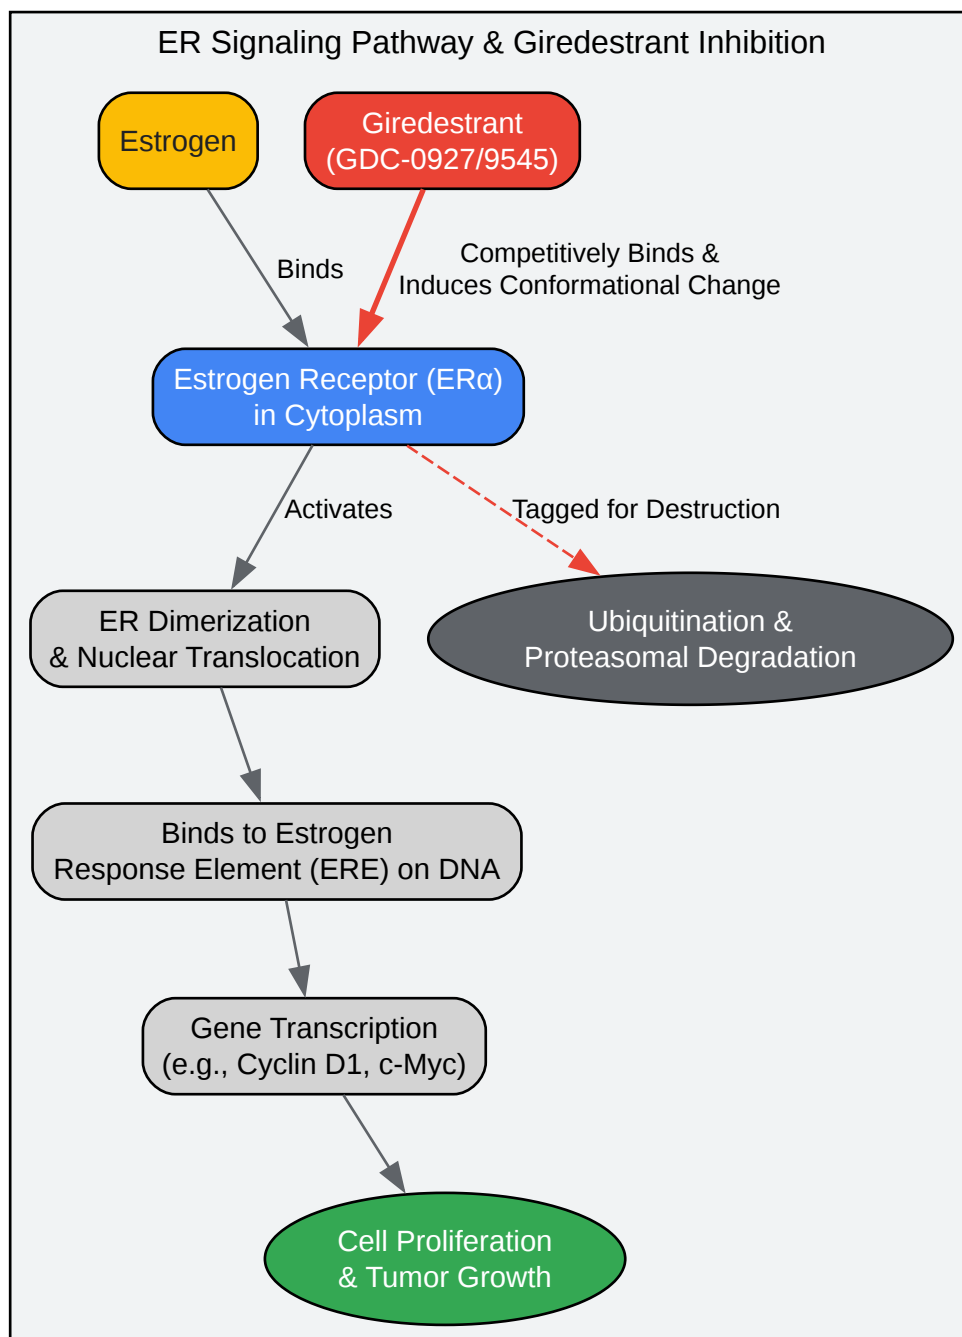 ER Signaling Pathway & Giredestrant Inhibition
Estrogen
Giredestrant
(GDC-0927/9545)
Binds
Competitively Binds &
Induces Conformational Change
Estrogen Receptor (ERα)
in Cytoplasm
Activates
Tagged for Destruction
ER Dimerization
& Nuclear Translocation
Ubiquitination &
Proteasomal Degradation
Binds to Estrogen
Response Element (ERE) on DNA
Gene Transcription
(e.g., Cyclin D1, c-Myc)
Cell Proliferation
& Tumor Growth